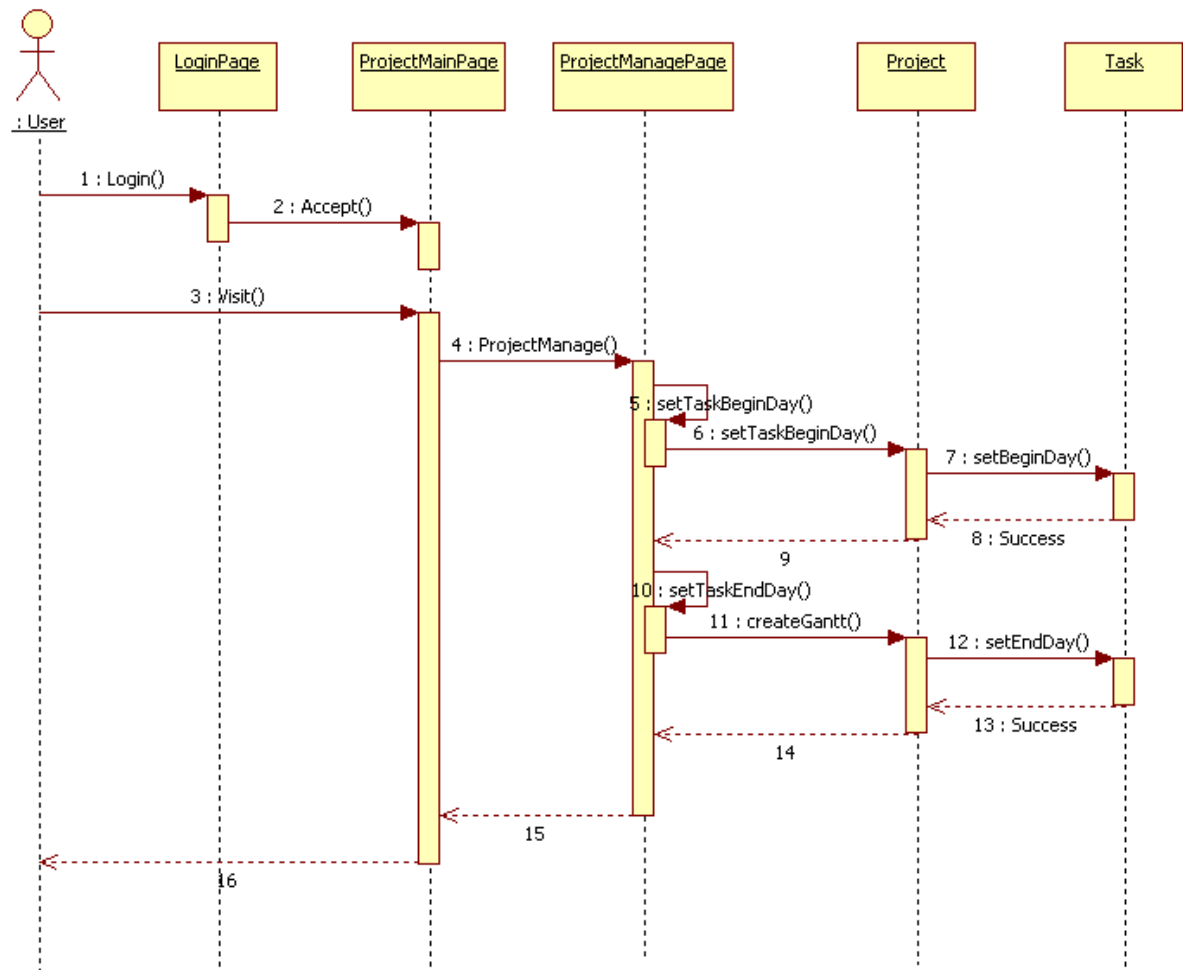 LoginPage
ProjectMainPage
ProjectManagePage
Project
Task
: User
1 : Login()
2 : Accept()
3 : Visit()
4 : ProjectManage()
5 : setTaskBeginDay()
6 : setTaskBeginDay()
7 : setBeginDay()
8 : Success
9
10 : setTaskEndDay()
11 : createGantt()
12 : setEndDay()
13 : Success
14
15
16